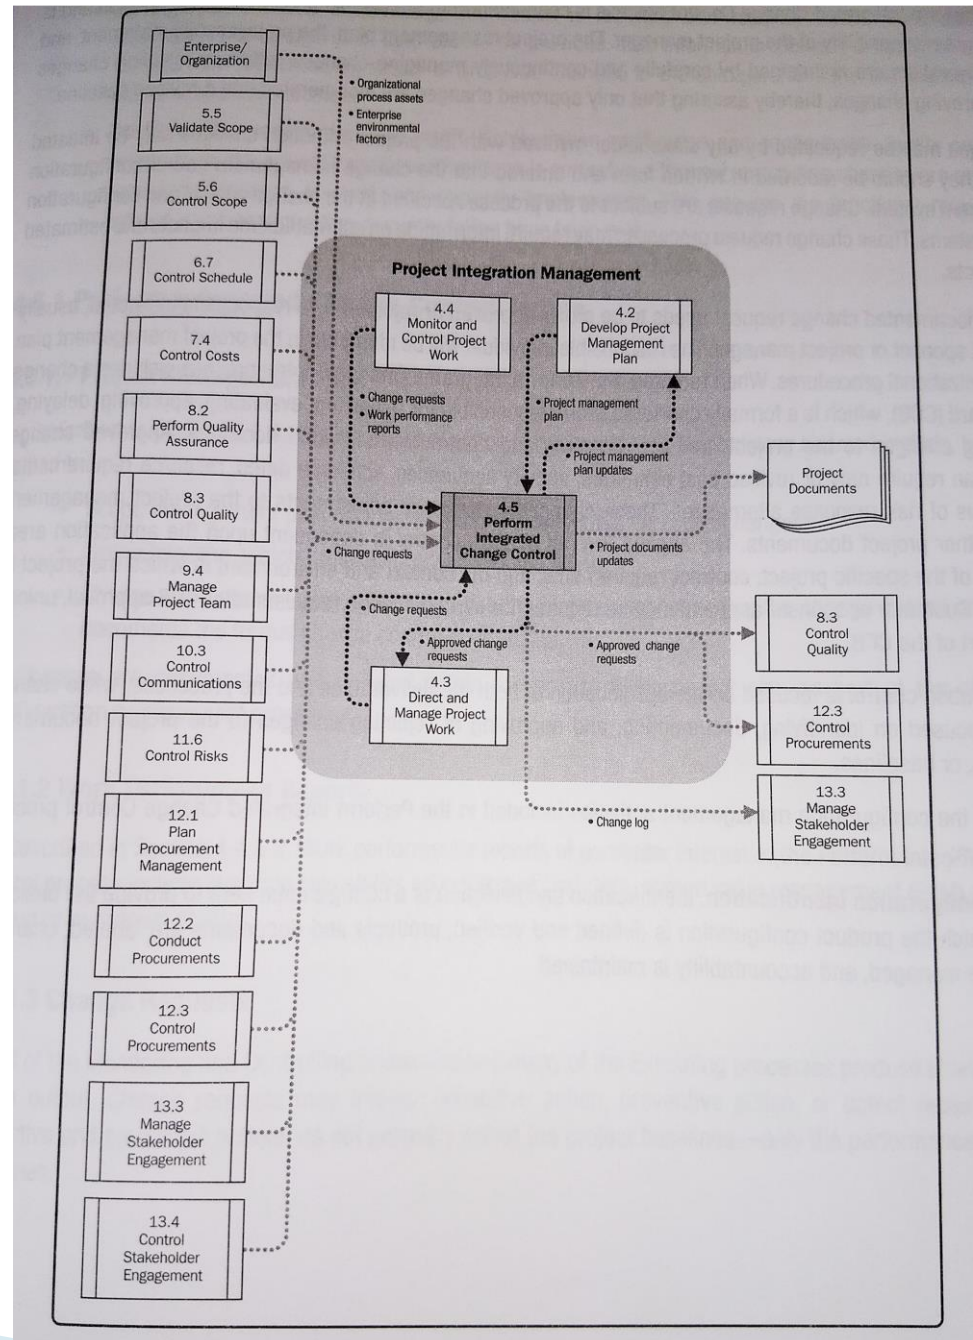 Enterprise/
Organization
• Organizational
process assets
• Enterprise
environmental
factors
5.5
Validate Scope
5.6
Control Scope
6.7
Control Schedule
7.4
Control Costs
8.2
Perform Quality
Assurance
8.3
Control Quality
9.4
Manage
Project Team
10.3
Control
Communications
11.6
Control Risks
12.1
Plan
Procurement
Management
12.2
Conduct
Procurements
12.3
Control
Procurements
13.3
Manage
Stakeholder
Engagement
13.4
Control
Stakeholder
Engagement
Project Integration Management
4.4
Monitor and
Control Project
Work
4.2
Develop Project
Management
Plan
• Change requests
• Work performance
reports
• Project management
plan
• Project management
plan updates
4.5
Perform
Integrated
Change Control
• Change requests
• Project documents
updates
• Change requests
• Approved change
requests
• Approved change
requests
4.3
Direct and
Manage Project
Work
• Change log
Project
Documents
8.3
Control
Quality
12.3
Control
Procurements
13.3
Manage
Stakeholder
Engagement